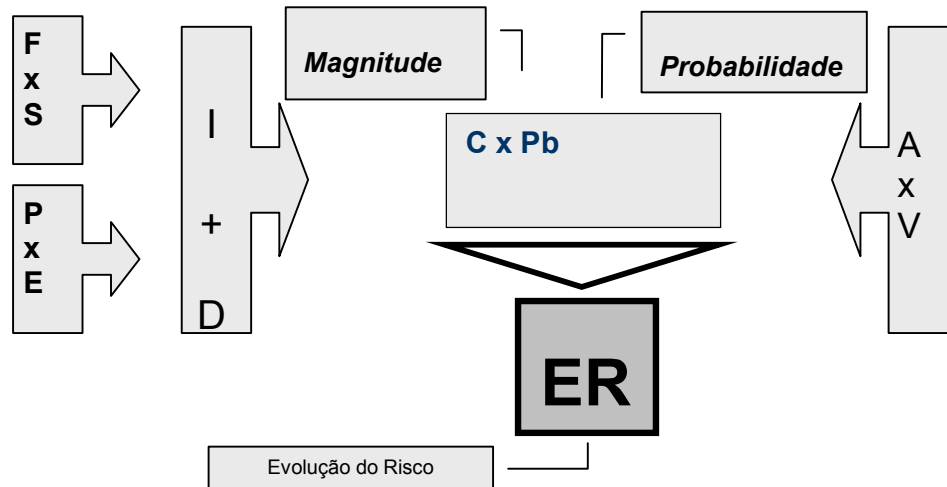 F
x
S
P
x
E
I
+
D
Magnitude
Probabilidade
C x Pb
A
x
V
ER
Evolução do Risco